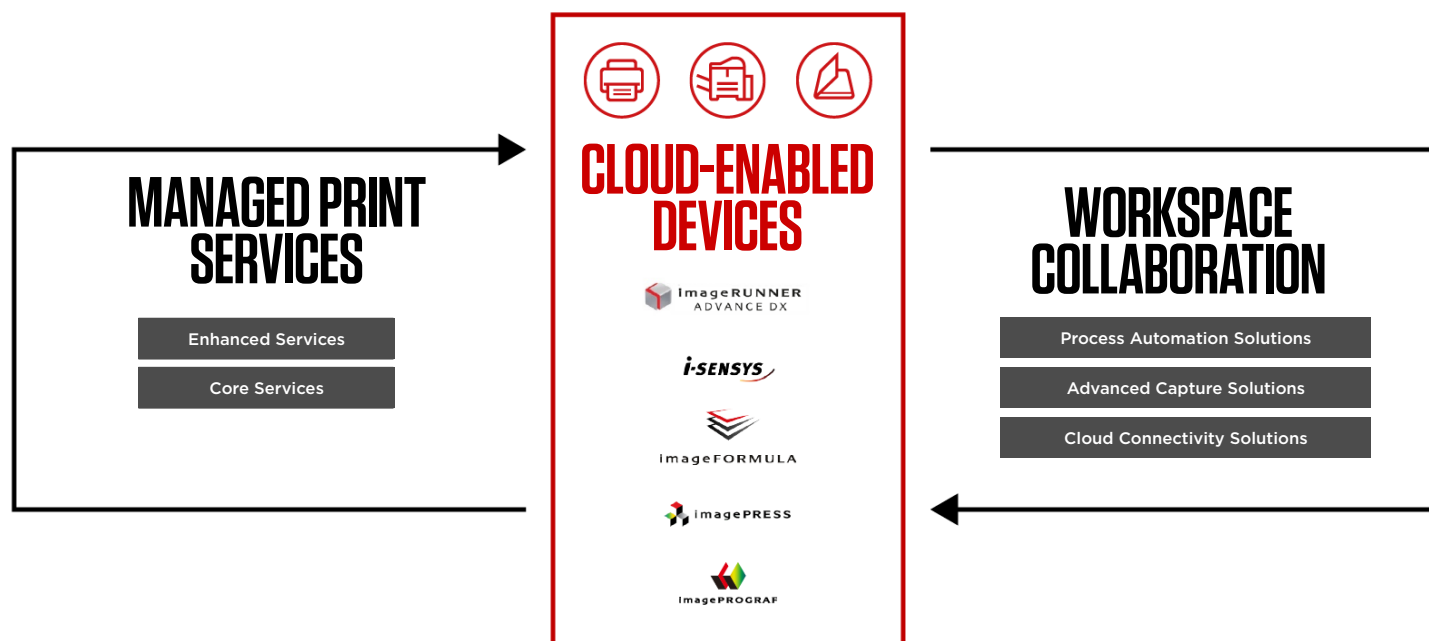 MANAGED PRINT
SERVICES
Enhanced Services
Core Services
CLOUD-ENABLED
DEVICES
imageRUNNER
ADVANCE DX
i-SENSYS
imageFORMULA
imagePRESS
imagePROGRAF
WORKSPACE
COLLABORATION
Process Automation Solutions
Advanced Capture Solutions
Cloud Connectivity Solutions